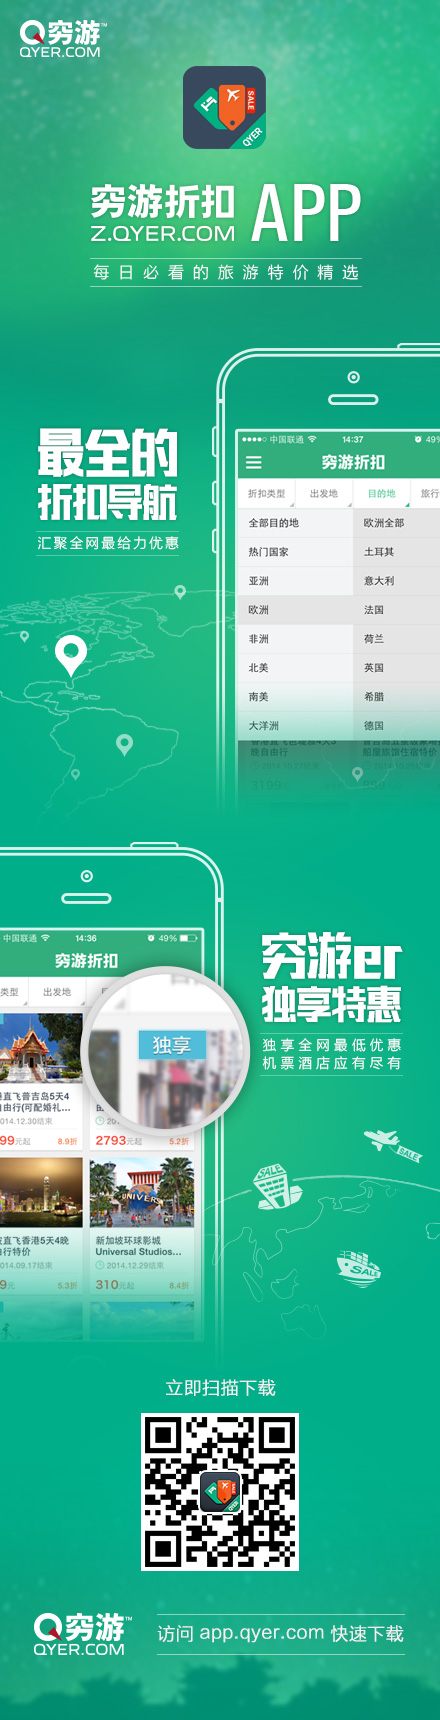 穷游™
QYER.COM
SALE
QYER
穷游折扣 APP
Z.QYER.COM
每日必看的旅游特价精选
最全的
折扣导航
汇聚全网最给力优惠
中国联通 14:37 49%
穷游折扣
折扣类型 出发地 目的地 旅行
全部目的地 欧洲全部
热门国家 土耳其
亚洲 意大利
欧洲 法国
非洲 荷兰
北美 英国
南美 希腊
大洋洲 德国
晚自由行
中国联通 14:36 49%
穷游折扣
类型 出发地
独享
直飞普吉岛5天4
自由行(可配婚礼...
2014.12.30结束
99元起 8.9折 2793元起 5.2折
直飞香港5天4晚 新加坡环球影城
行特价 Universal Studios...
2014.09.17结束 2014.12.29结束
9元 5.3折 310元起 8.4折
穷游er
独享特惠
独享全网最低优惠
机票酒店应有尽有
SALE
SALE
SALE
立即扫描下载
QYER
穷游™
QYER.COM
访问 app.qyer.com 快速下载